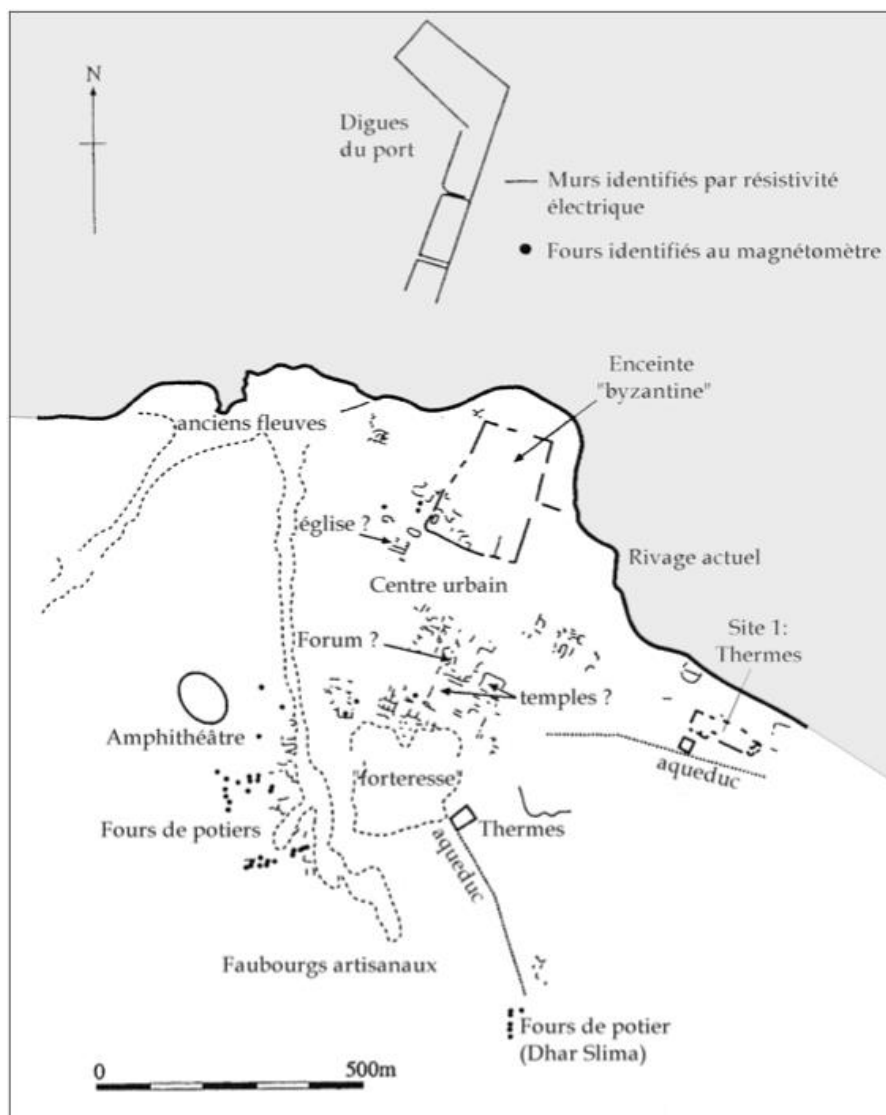 N
Digues
du port
Murs identifiés par résistivité
électrique
Fours identifiés au magnétomètre
Enceinte
"byzantine"
anciens fleuves
église ?
Centre urbain
Rivage actuel
Forum ?
Site 1:
Thermes
temples ?
Amphithéâtre
aqueduc
"forteresse"
Fours de potiers
Thermes
aqueduc
Faubourgs artisanaux
Fours de potier
(Dhar Slima)
0
500m